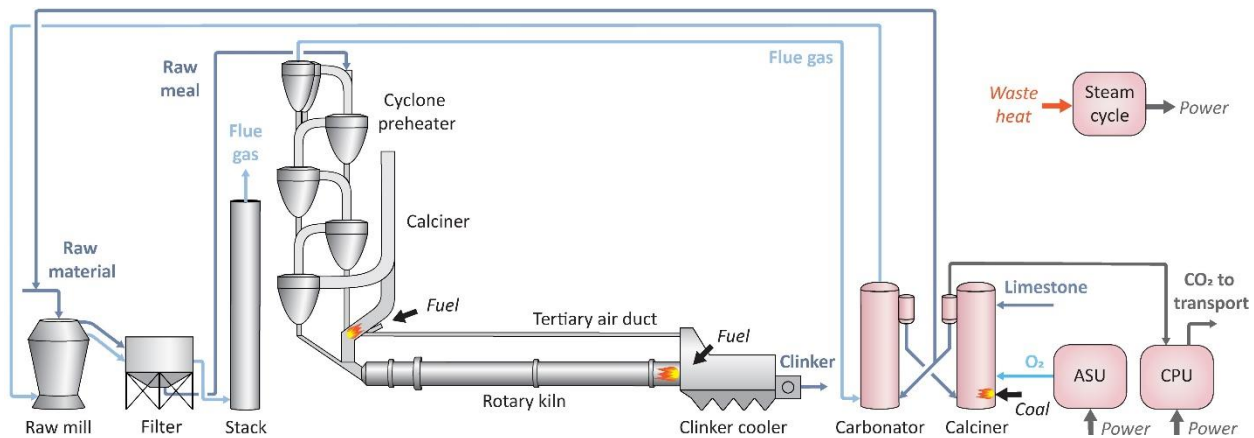 Raw
meal
Cyclone
preheater
Flue gas
Waste
heat
Steam
cycle
Power
Flue
gas
Calciner
Raw
material
Fuel
Tertiary air duct
Fuel
Clinker
Limestone
CO₂ to
transport
O₂
ASU
CPU
Coal
Rotary kiln
Raw mill
Filter
Stack
Clinker cooler
Carbonator
Calciner
Power
Power